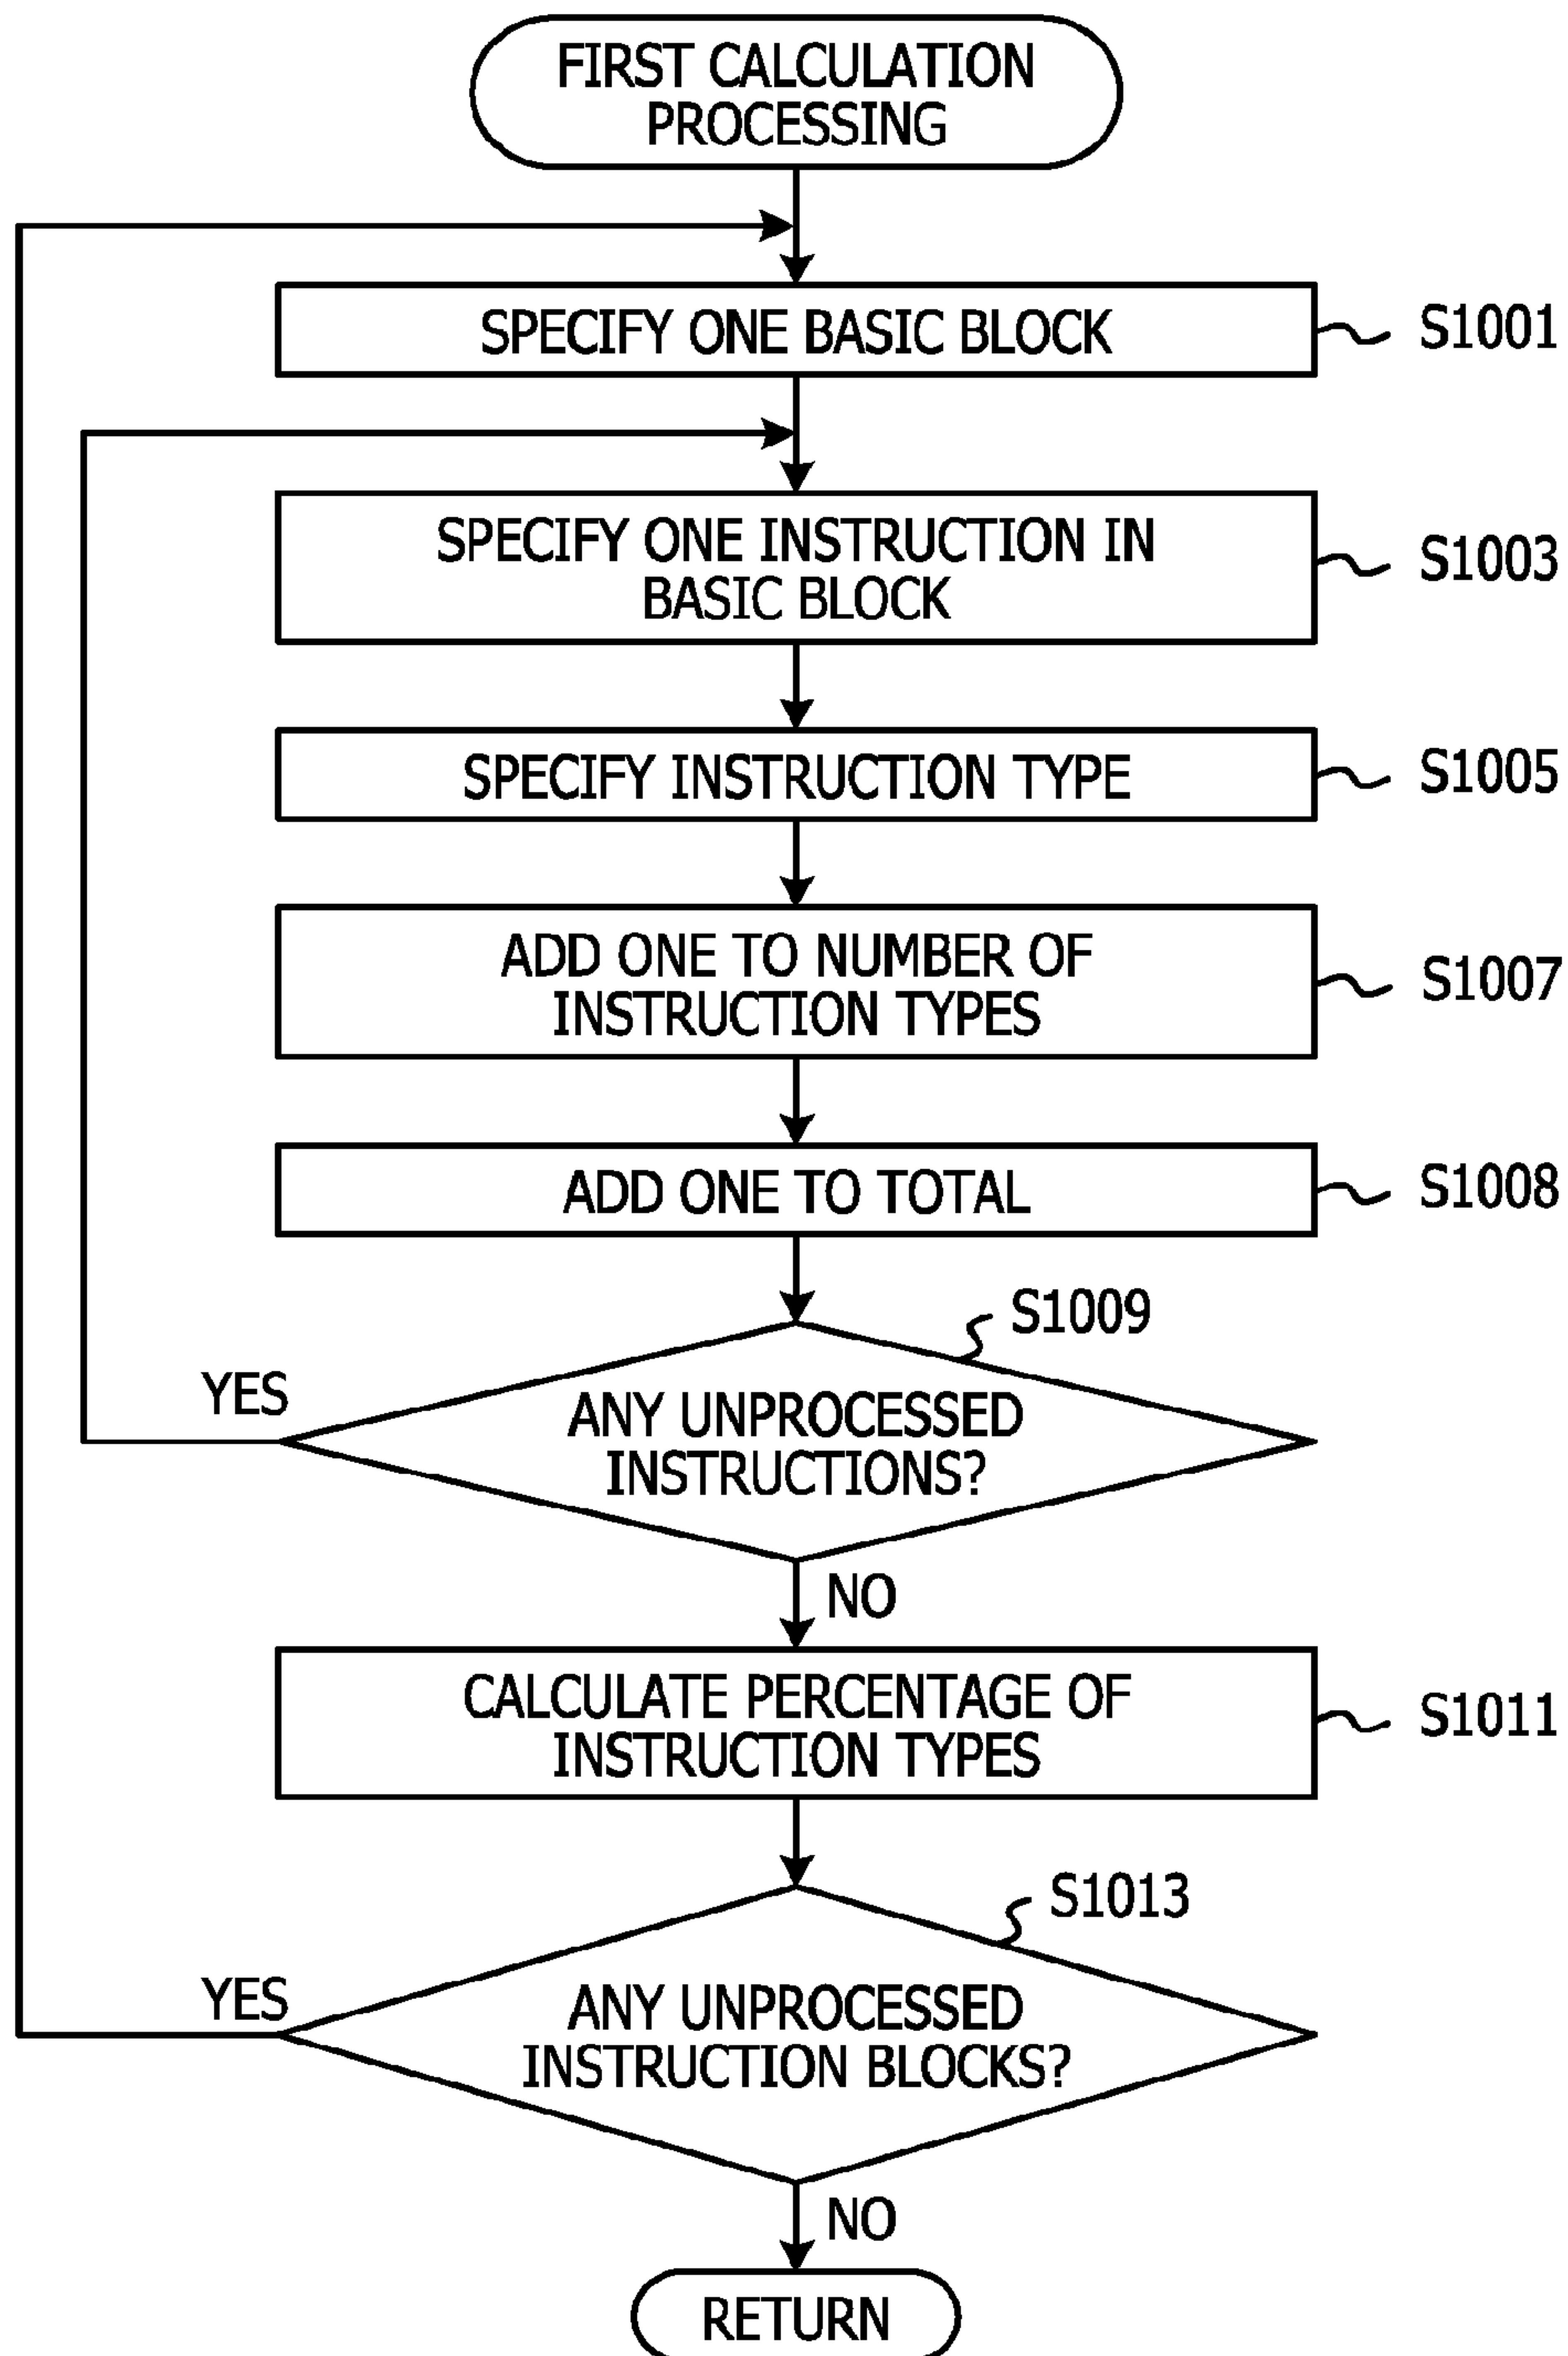 FIRST CALCULATION
PROCESSING
SPECIFY ONE BASIC BLOCK
S1001
SPECIFY ONE INSTRUCTION IN
BASIC BLOCK
S1003
SPECIFY INSTRUCTION TYPE
S1005
ADD ONE TO NUMBER OF
INSTRUCTION TYPES
S1007
ADD ONE TO TOTAL
S1008
S1009
YES
ANY UNPROCESSED
INSTRUCTIONS?
NO
CALCULATE PERCENTAGE OF
INSTRUCTION TYPES
S1011
S1013
YES
ANY UNPROCESSED
INSTRUCTION BLOCKS?
NO
RETURN